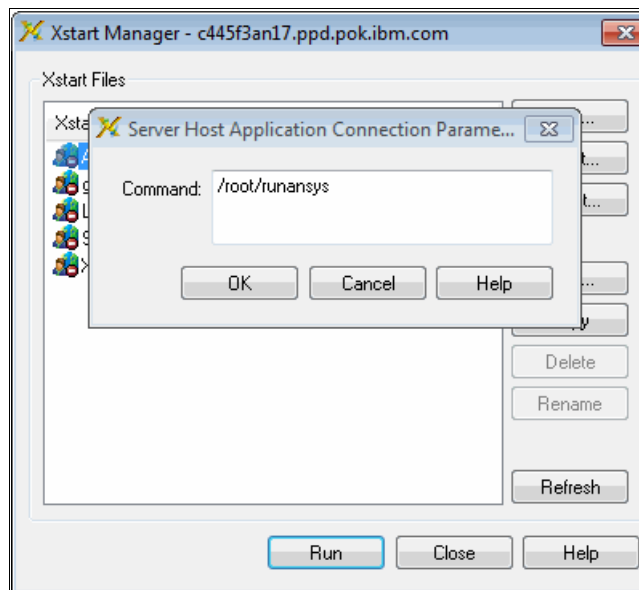 Xstart Manager - c445f3an17.ppd.pok.ibm.com
Xstart Files
Server Host Application Connection Parame...
Command: /root/runansys
OK Cancel Help
Delete
Rename
Refresh
Run Close Help